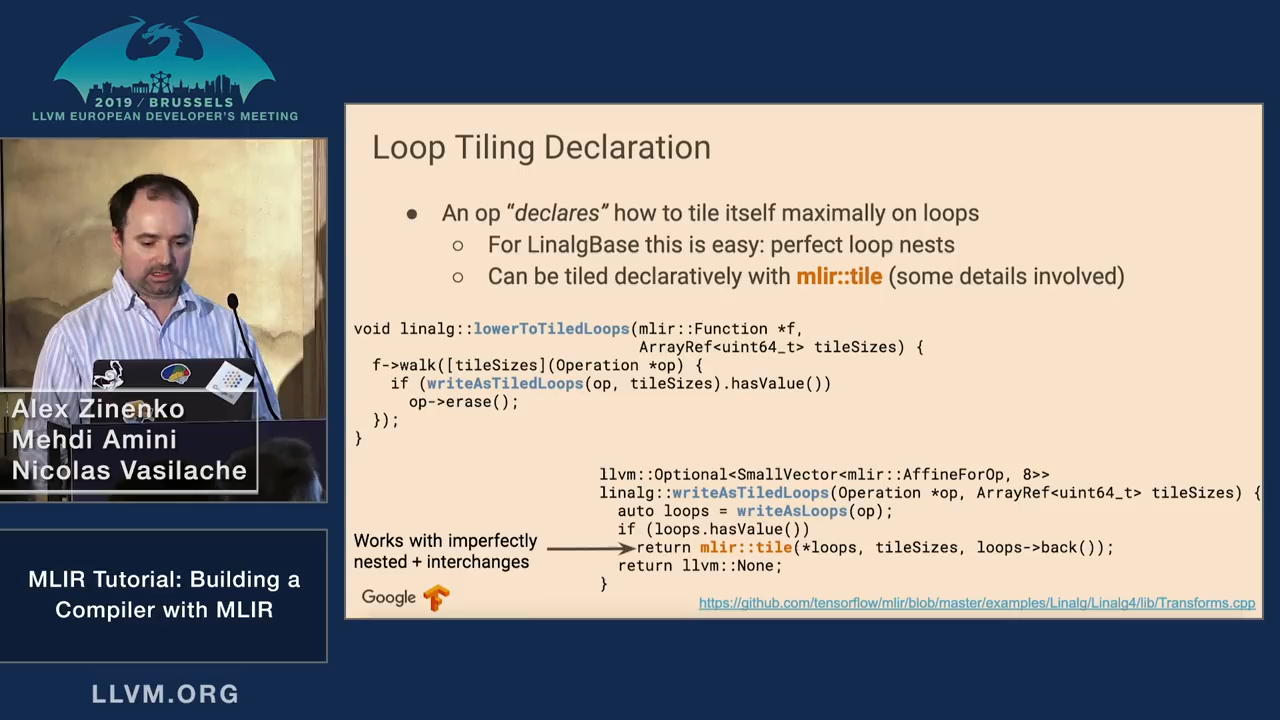 2019 / BRUSSELS
LLVM EUROPEAN DEVELOPER'S MEETING
Alex Zinenko
Mehdi Amini
Nicolas Vasilache
MLIR Tutorial: Building a
Compiler with MLIR
LLVM.ORG
Loop Tiling Declaration
● An op “declares” how to tile itself maximally on loops
○ For LinalgBase this is easy: perfect loop nests
○ Can be tiled declaratively with mlir::tile (some details involved)
void linalg::lowerToTiledLoops(mlir::Function *f,
ArrayRef<uint64_t> tileSizes) {
f->walk([tileSizes](Operation *op) {
if (writeAsTiledLoops(op, tileSizes).hasValue())
op->erase();
});
}
llvm::Optional<SmallVector<mlir::AffineForOp, 8>>
linalg::writeAsTiledLoops(Operation *op, ArrayRef<uint64_t> tileSizes) {
auto loops = writeAsLoops(op);
if (loops.hasValue())
return mlir::tile(*loops, tileSizes, loops->back());
return llvm::None;
}
Works with imperfectly
nested + interchanges
Google
https://github.com/tensorflow/mlir/blob/master/examples/Linalg/Linalg4/lib/Transforms.cpp